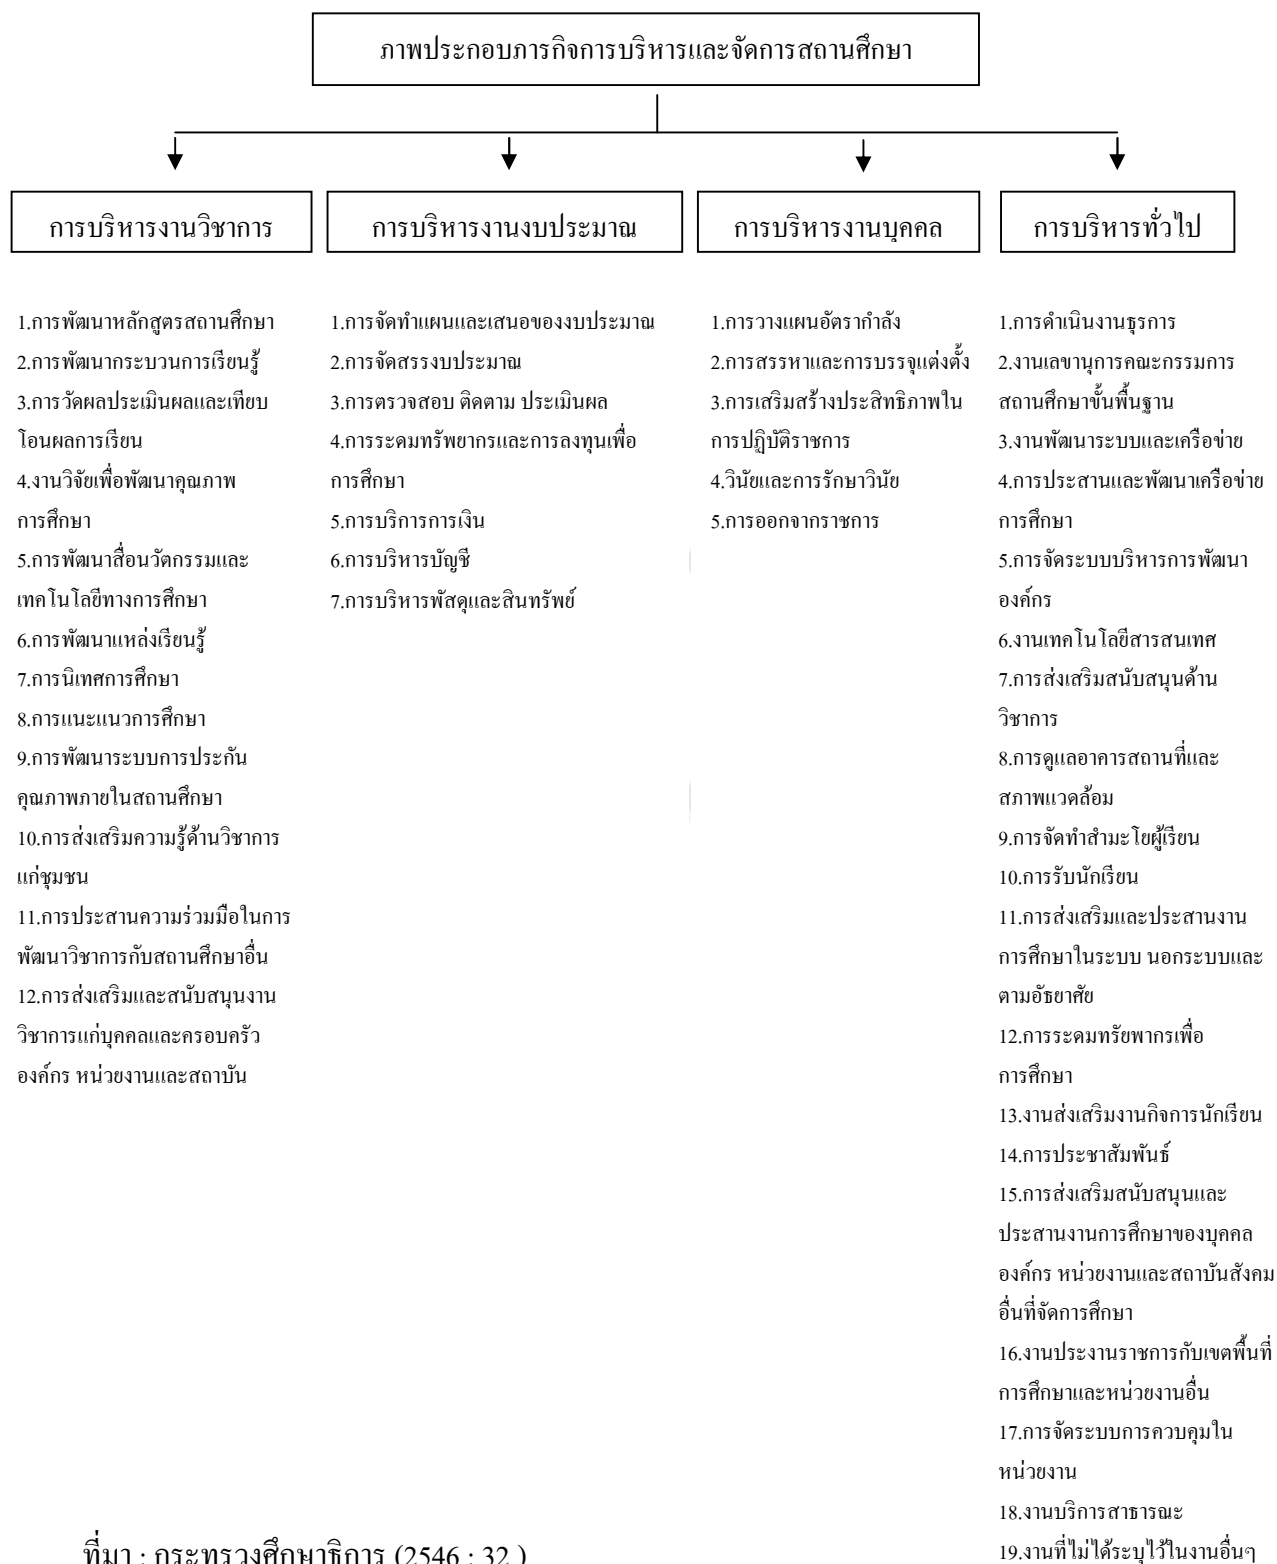 ภาพประกอบภารกิจการบริหารและจัดการสถานศึกษา
การบริหารงานวิชาการ
การบริหารงานงบประมาณ
การบริหารงานบุคคล
การบริหารทั่วไป
1.การพัฒนาหลักสูตรสถานศึกษา
2.การพัฒนากระบวนการเรียนรู้
3.การวัดผลประเมินผลและเทียบ
โอนผลการเรียน
4.งานวิจัยเพื่อพัฒนาคุณภาพ
การศึกษา
5.การพัฒนาสื่อนวัตกรรมและ
เทคโนโลยีทางการศึกษา
6.การพัฒนาแหล่งเรียนรู้
7.การนิเทศการศึกษา
8.การแนะแนวการศึกษา
9.การพัฒนาระบบการประกัน
คุณภาพภายในสถานศึกษา
10.การส่งเสริมความรู้ด้านวิชาการ
แก่ชุมชน
11.การประสานความร่วมมือในการ
พัฒนาวิชาการกับสถานศึกษาอื่น
12.การส่งเสริมและสนับสนุนงาน
วิชาการแก่บุคคลและครอบครัว
องค์กร หน่วยงานและสถาบัน
1.การจัดทำแผนและเสนอของงบประมาณ
2.การจัดสรรงบประมาณ
3.การตรวจสอบ ติดตาม ประเมินผล
4.การระดมทรัพยากรและการลงทุนเพื่อ
การศึกษา
5.การบริการการเงิน
6.การบริหารบัญชี
7.การบริหารพัสดุและสินทรัพย์
1.การวางแผนอัตรากำลัง
2.การสรรหาและการบรรจุแต่งตั้ง
3.การเสริมสร้างประสิทธิภาพใน
การปฏิบัติราชการ
4.วินัยและการรักษาวินัย
5.การออกจากราชการ
1.การดำเนินงานธุรการ
2.งานเลขานุการคณะกรรมการ
สถานศึกษาขั้นพื้นฐาน
3.งานพัฒนาระบบและเครือข่าย
4.การประสานและพัฒนาเครือข่าย
การศึกษา
5.การจัดระบบบริหารการพัฒนา
องค์กร
6.งานเทคโนโลยีสารสนเทศ
7.การส่งเสริมสนับสนุนด้าน
วิชาการ
8.การดูแลอาคารสถานที่และ
สภาพแวดล้อม
9.การจัดทำสำมะโยผู้เรียน
10.การรับนักเรียน
11.การส่งเสริมและประสานงาน
การศึกษาในระบบ นอกระบบและ
ตามอัธยาศัย
12.การระดมทรัยพากรเพื่อ
การศึกษา
13.งานส่งเสริมงานกิจการนักเรียน
14.การประชาสัมพันธ์
15.การส่งเสริมสนับสนุนและ
ประสานงานการศึกษาของบุคคล
องค์กร หน่วยงานและสถาบันสังคม
อื่นที่จัดการศึกษา
16.งานประงานราชการกับเขตพื้นที่
การศึกษาและหน่วยงานอื่น
17.การจัดระบบการควบคุมใน
หน่วยงาน
18.งานบริการสาธารณะ
19.งานที่ไม่ได้ระบุไว้ในงานอื่นๆ
ที่มา : กระทรวงศึกษาธิการ (2546 : 32 )